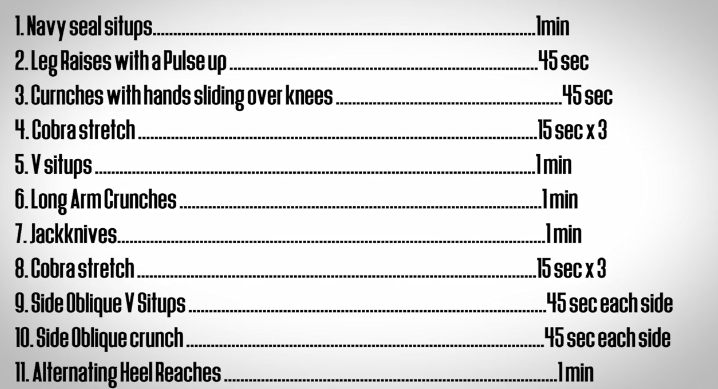 1. Navy seal situps.......................................................................................1min
2. Leg Raises with a Pulse up ......................................................................45 sec
3. Curnches with hands sliding over knees ....................................................45 sec
4. Cobra stretch ...........................................................................................15 sec x 3
5. V situps ....................................................................................................1 min
6. Long Arm Crunches ..................................................................................1 min
7. Jackknives.................................................................................................1 min
8. Cobra stretch ...........................................................................................15 sec x 3
9. Side Oblique V Situps .................................................................................45 sec each side
10. Side Oblique crunch .................................................................................45 sec each side
11. Alternating Heel Reaches ...........................................................................1 min